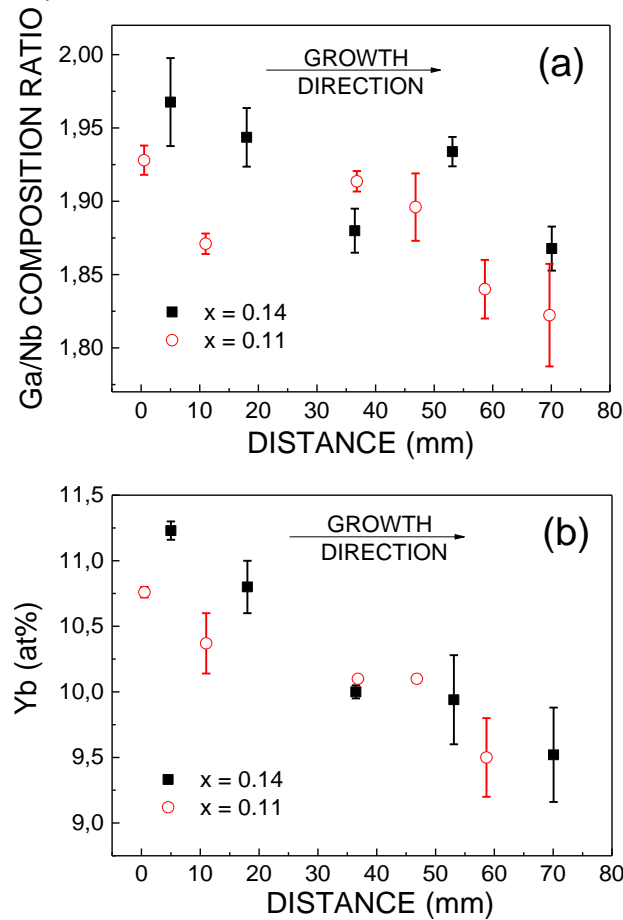 2,00
1,95
1,90
1,85
1,80
Ga/Nb COMPOSITION RATIO
GROWTH
DIRECTION
(a)
x = 0.14
x = 0.11
0 10 20 30 40 50 60 70 80
DISTANCE (mm)
11,5
11,0
10,5
10,0
9,5
9,0
Yb (at%)
GROWTH
DIRECTION
(b)
x = 0.14
x = 0.11
0 10 20 30 40 50 60 70 80
DISTANCE (mm)